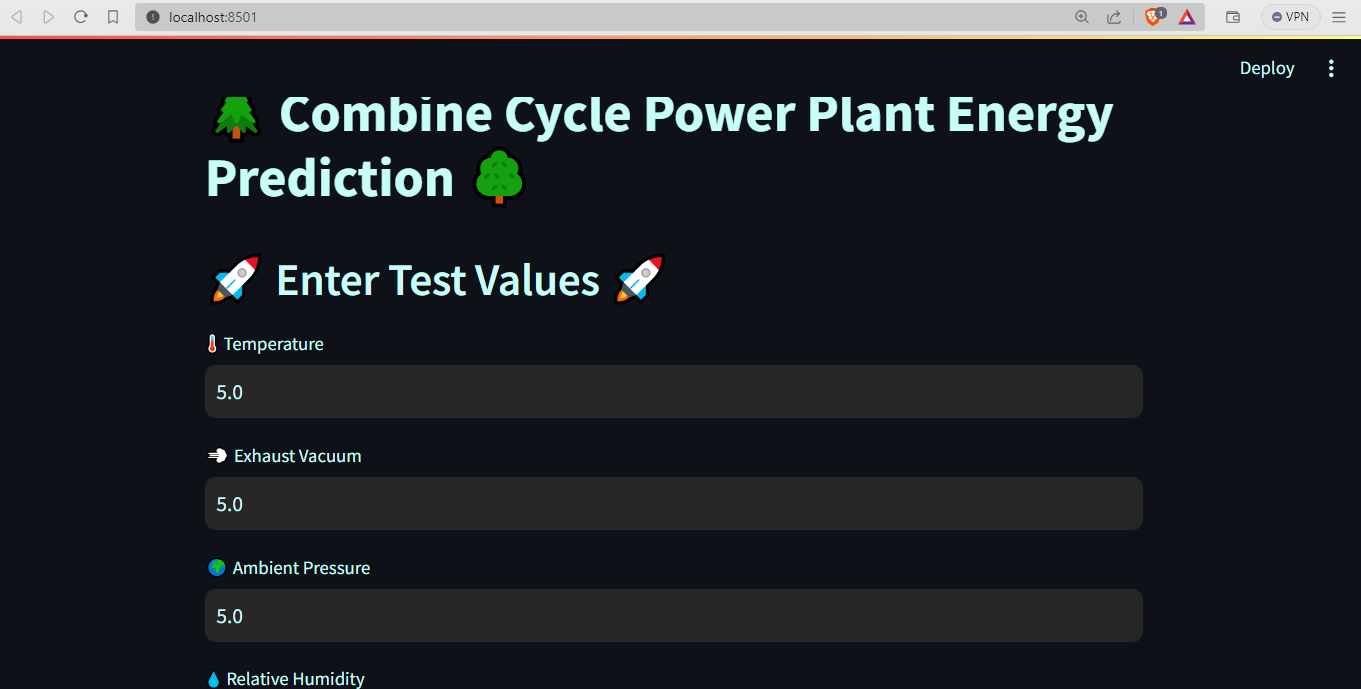 localhost:8501
1
VPN
Deploy
🌲 Combine Cycle Power Plant Energy
Prediction 🌳
🚀 Enter Test Values 🚀
🌡️ Temperature
5.0
💨 Exhaust Vacuum
5.0
🌍 Ambient Pressure
5.0
💧 Relative Humidity